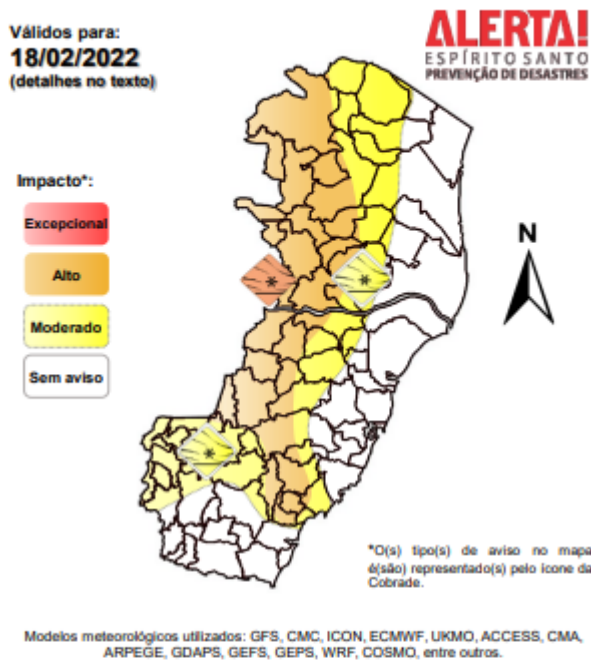 Válidos para:
18/02/2022
(detalhes no texto)
ALERTA!
ESPÍRITO SANTO
PREVENÇÃO DE DESASTRES
Impacto*:
Excepcional
Alto
Moderado
Sem aviso
N
*O(s) tipo(s) de aviso no mapa
é(são) representado(s) pelo ícone da
Cobrade.
Modelos meteorológicos utilizados: GFS, CMC, ICON, ECMWF, UKMO, ACCESS, CMA,
ARPEGE, GDAPS, GEFS, GEPS, WRF, COSMO, entre outros.